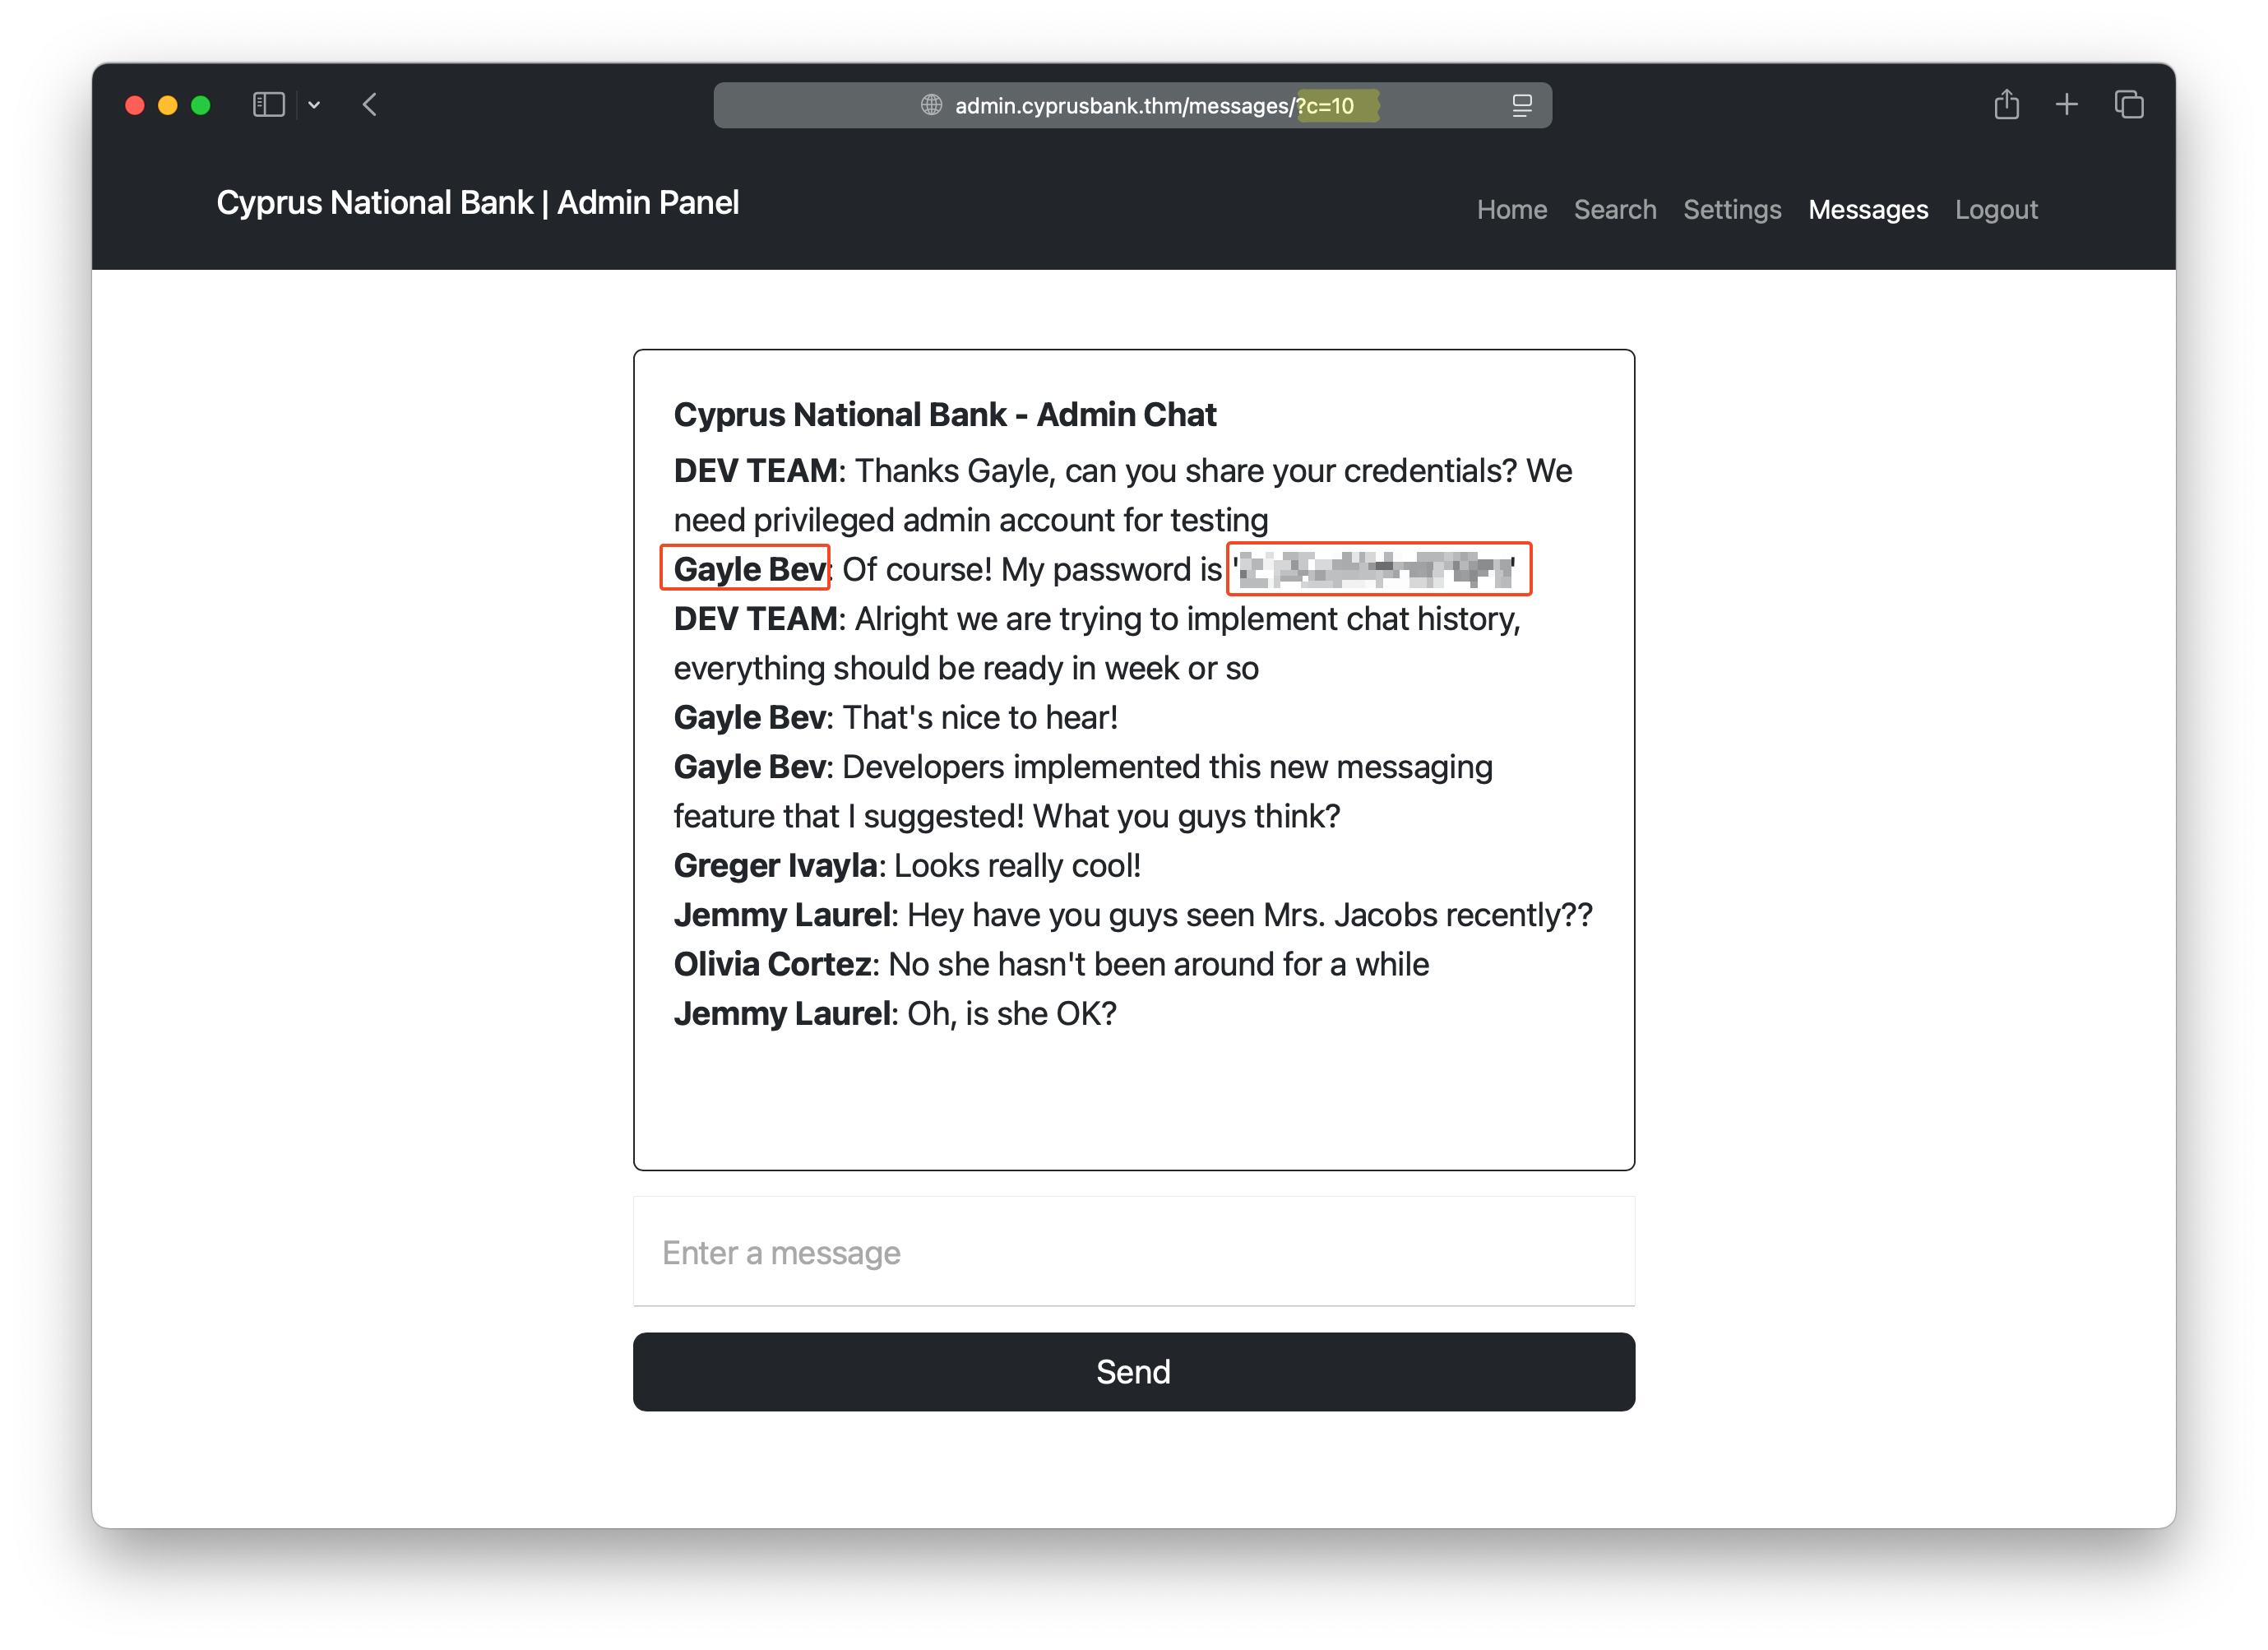 admin.cyprusbank.thm/messages/?c=10
Cyprus National Bank | Admin Panel
Home Search Settings Messages Logout
Cyprus National Bank - Admin Chat
DEV TEAM: Thanks Gayle, can you share your credentials? We
need privileged admin account for testing
Gayle Bev: Of course! My password is ' '
DEV TEAM: Alright we are trying to implement chat history,
everything should be ready in week or so
Gayle Bev: That's nice to hear!
Gayle Bev: Developers implemented this new messaging
feature that I suggested! What you guys think?
Greger Ivayla: Looks really cool!
Jemmy Laurel: Hey have you guys seen Mrs. Jacobs recently??
Olivia Cortez: No she hasn't been around for a while
Jemmy Laurel: Oh, is she OK?
Enter a message
Send